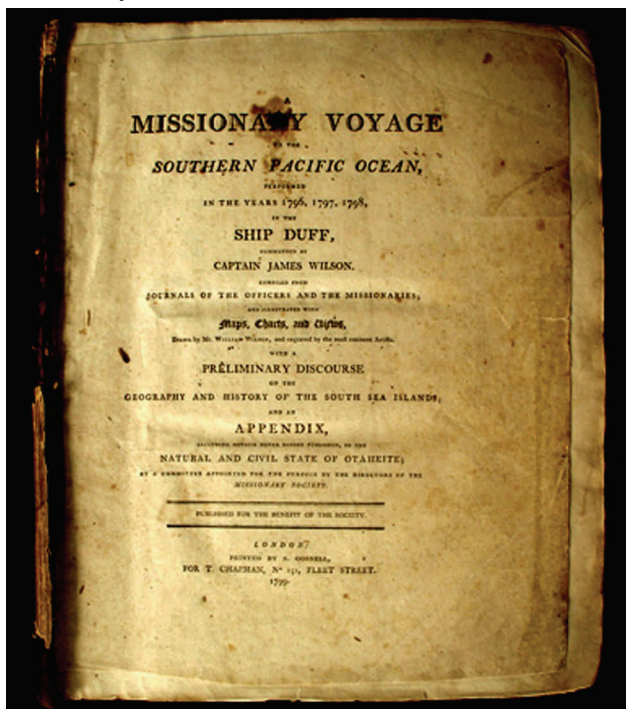 A
MISSIONARY VOYAGE
TO THE
SOUTHERN PACIFIC OCEAN,
PERFORMED
IN THE YEARS 1796, 1797, 1798,
IN THE
SHIP DUFF,
COMMANDED BY
CAPTAIN JAMES WILSON.
COMPILED FROM
JOURNALS OF THE OFFICERS AND THE MISSIONARIES;
AND ILLUSTRATED WITH
Maps, Charts, and Views,
Drawn by Mr. WILLIAM WILSON, and engraved by the most eminent Artists.
WITH A
PRELIMINARY DISCOURSE
ON THE
GEOGRAPHY AND HISTORY OF THE SOUTH SEA ISLANDS;
AND AN
APPENDIX,
INCLUDING DETAILS NEVER BEFORE PUBLISHED, OF THE
NATURAL AND CIVIL STATE OF OTAHEITE;
BY A COMMITTEE APPOINTED FOR THE PURPOSE BY THE DIRECTORS OF THE
MISSIONARY SOCIETY.
PUBLISHED FOR THE BENEFIT OF THE SOCIETY.
LONDON:
PRINTED BY S. GOSNELL,
FOR T. CHAPMAN, No 151, FLEET STREET.
1799.